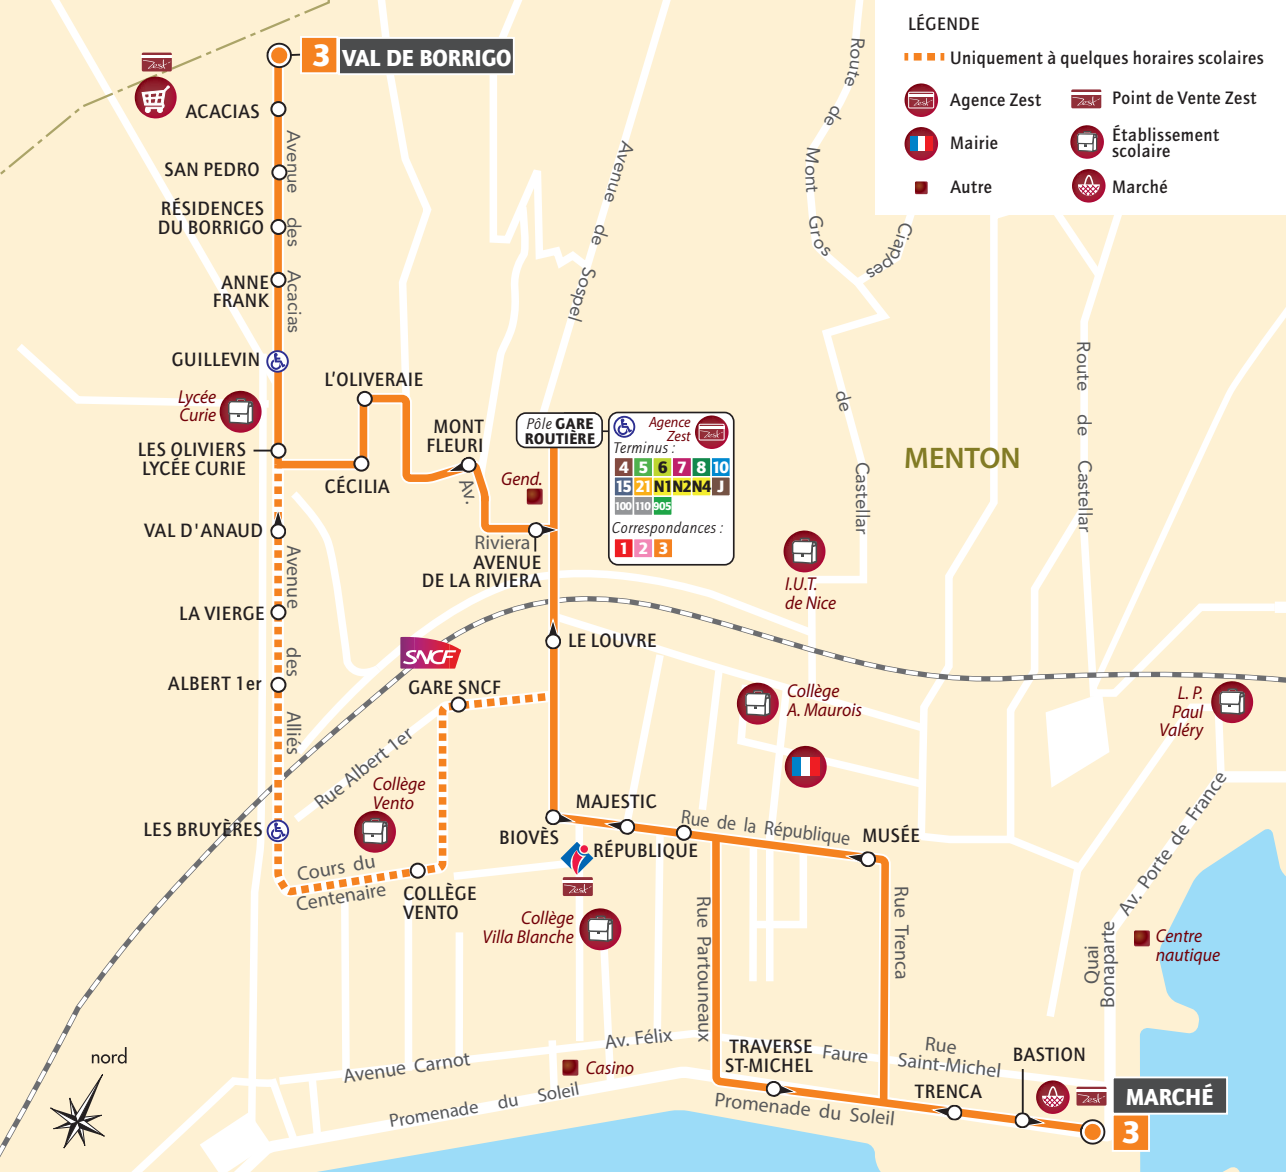 LÉGENDE
Uniquement à quelques horaires scolaires
Agence Zest
Point de Vente Zest
Mairie
Établissement
scolaire
Autre
Marché
3 VAL DE BORRIGO
Zest
ACACIAS
SAN PEDRO
RÉSIDENCES
DU BORRIGO
ANNE
FRANK
GUILLEVIN
Avenue des Acacias
Lycée
Curie
LES OLIVIERS
LYCÉE CURIE
L'OLIVERAIE
CÉCILIA
MONT
FLEURI
Av.
Riviera
Gend.
AVENUE
DE LA RIVIERA
Pôle GARE
ROUTIÈRE
Agence
Zest
Terminus :
4 5 6 7 8 10
15 21 N1 N2 N4 J
100 110 905
Correspondances :
1 2 3
Avenue de Sospel
Route de Mont Gros
Ciappes
de Castellar
Route de Castellar
MENTON
VAL D'ANAUD
LA VIERGE
ALBERT 1er
Avenue des Alliés
LES BRUYÈRES
SNCF
GARE SNCF
LE LOUVRE
Rue Albert 1er
Collège
Vento
Cours du
Centenaire
COLLÈGE
VENTO
I.U.T.
de Nice
Collège
A. Maurois
L. P.
Paul
Valéry
BIOVÈS
MAJESTIC
RÉPUBLIQUE
Rue de la République
MUSÉE
Zest
Collège
Villa Blanche
Rue Partouneaux
Rue Trenca
Av. Porte de France
Quai
Bonaparte
Centre
nautique
nord
Avenue Carnot
Av. Félix
Faure
Rue
Saint-Michel
Casino
Promenade du Soleil
TRAVERSE
ST-MICHEL
Promenade du Soleil
TRENCA
BASTION
Zest
MARCHÉ
3